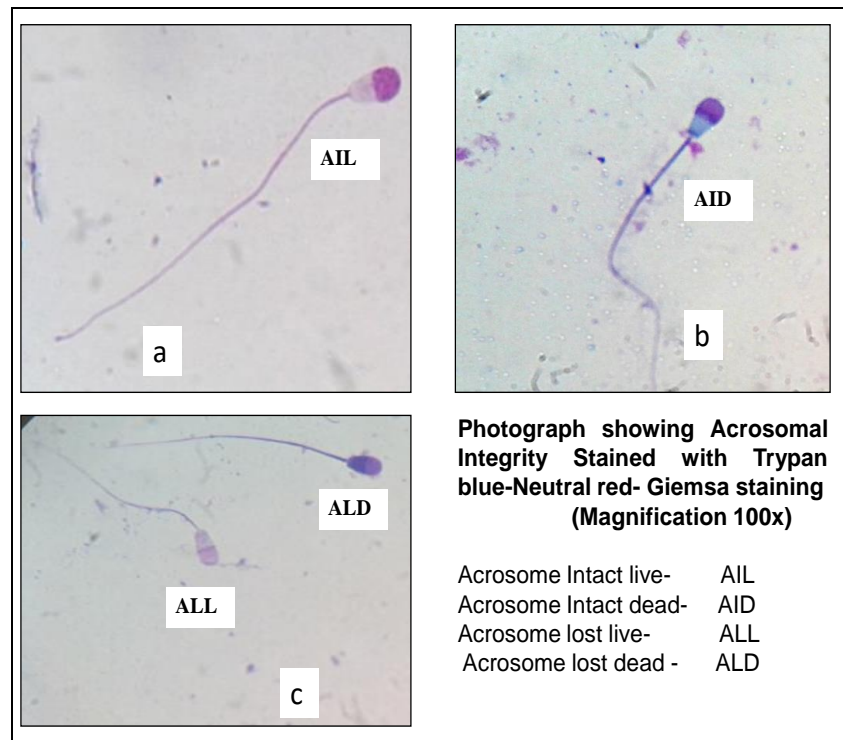 AIL
a
AID
b
ALD
ALL
c
Photograph showing Acrosomal
Integrity Stained with Trypan
blue-Neutral red- Giemsa staining
(Magnification 100x)
Acrosome Intact live- AIL
Acrosome Intact dead- AID
Acrosome lost live- ALL
Acrosome lost dead - ALD